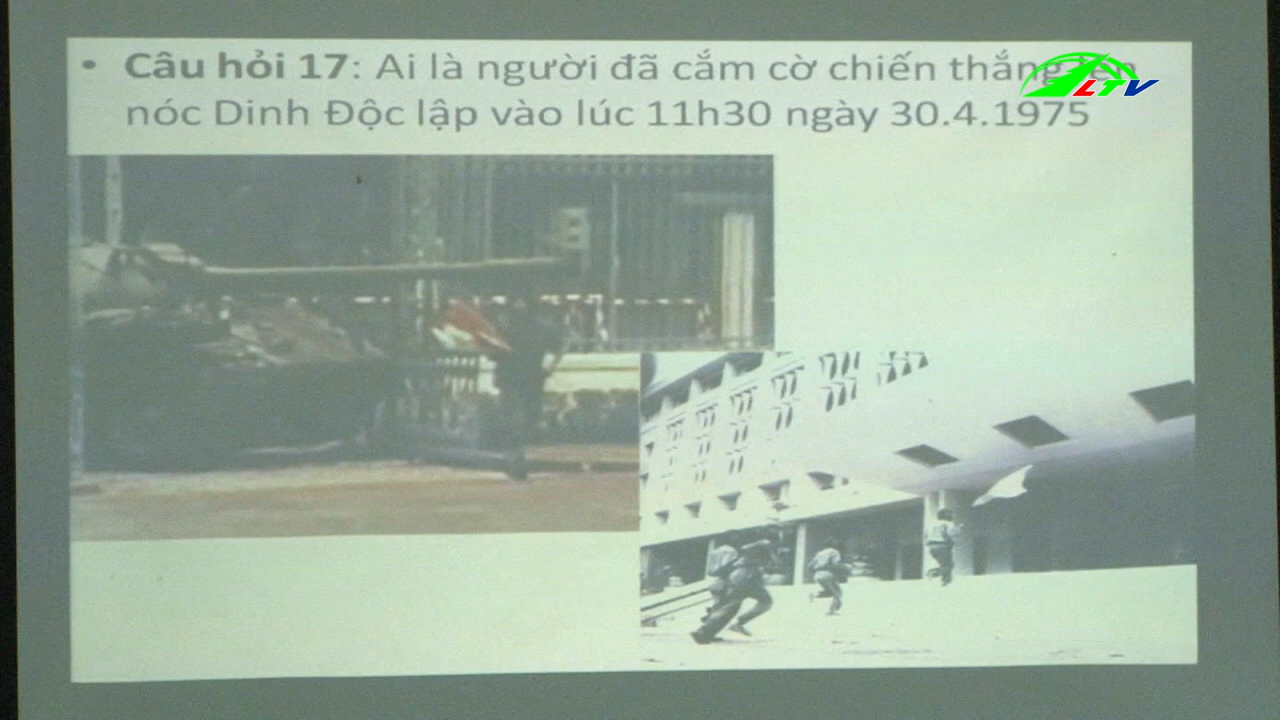 • Câu hỏi 17: Ai là người đã cắm cờ chiến thắng
nóc Dinh Độc lập vào lúc 11h30 ngày 30.4.1975
LTV